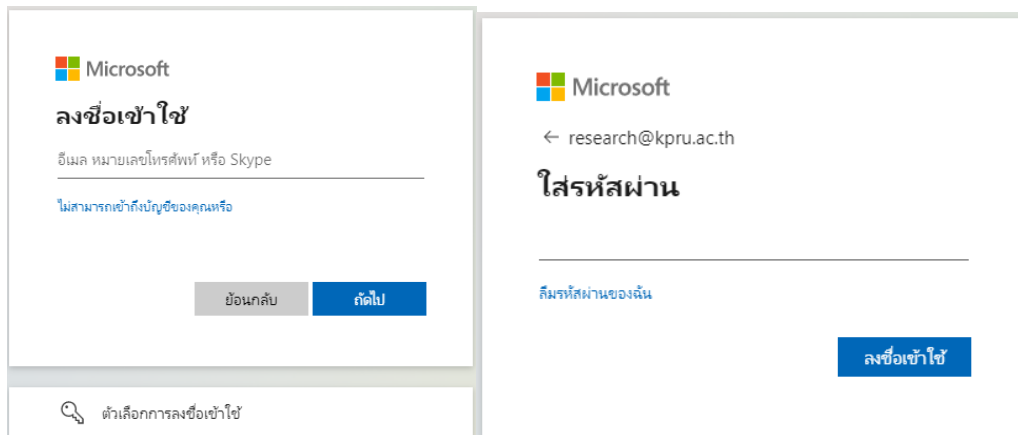 Microsoft
ลงชื่อเข้าใช้
อีเมล หมายเลขโทรศัพท์ หรือ Skype
ไม่สามารถเข้าถึงบัญชีของคุณหรือ
ย้อนกลับ
ถัดไป
ตัวเลือกการลงชื่อเข้าใช้
Microsoft
← research@kpru.ac.th
ใส่รหัสผ่าน
ลืมรหัสผ่านของฉัน
ลงชื่อเข้าใช้